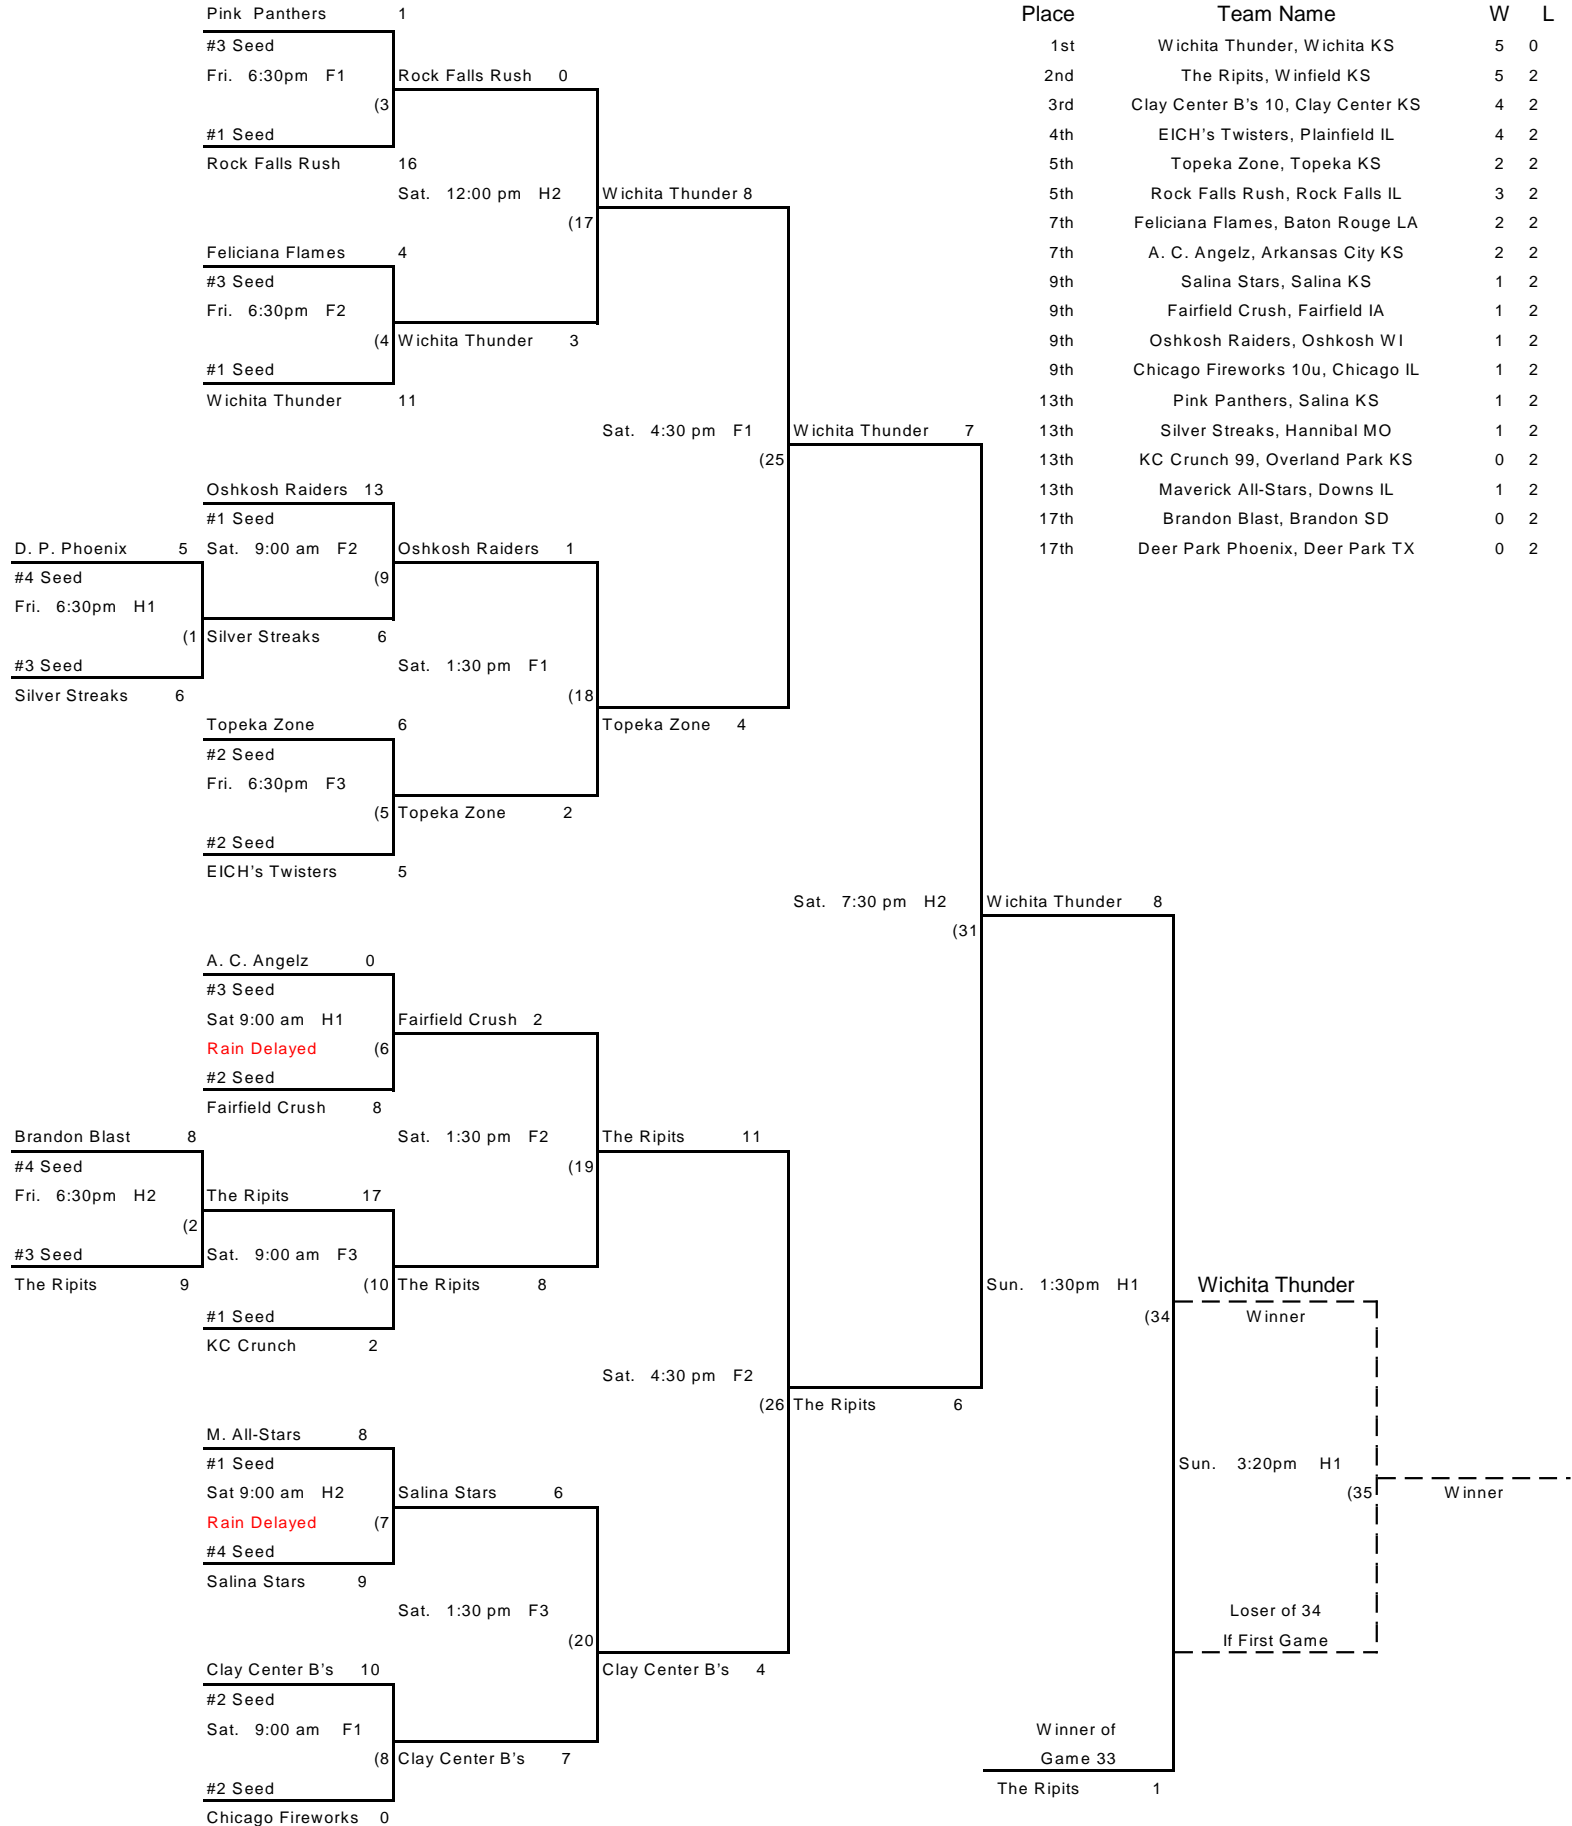 Pink Panthers 1
#3 Seed
Fri. 6:30pm F1
(3
#1 Seed
Rock Falls Rush 16
Rock Falls Rush 0
Sat. 12:00 pm H2
(17
Feliciana Flames 4
#3 Seed
Fri. 6:30pm F2
(4
#1 Seed
Wichita Thunder 11
Wichita Thunder 3
Wichita Thunder 8
Sat. 4:30 pm F1
(25
Oshkosh Raiders 13
#1 Seed
Sat. 9:00 am F2
(9
D. P. Phoenix 5
#4 Seed
Fri. 6:30pm H1
(1
#3 Seed
Silver Streaks 6
Silver Streaks 6
Oshkosh Raiders 1
Sat. 1:30 pm F1
(18
Topeka Zone 6
#2 Seed
Fri. 6:30pm F3
(5
#2 Seed
EICH's Twisters 5
Topeka Zone 2
Topeka Zone 4
Wichita Thunder 7
Sat. 7:30 pm H2
(31
A. C. Angelz 0
#3 Seed
Sat 9:00 am H1
Rain Delayed (6
#2 Seed
Fairfield Crush 8
Fairfield Crush 2
Sat. 1:30 pm F2
(19
Brandon Blast 8
#4 Seed
Fri. 6:30pm H2
(2
#3 Seed
The Ripits 9
The Ripits 17
Sat. 9:00 am F3
(10
#1 Seed
KC Crunch 2
The Ripits 8
The Ripits 11
Sat. 4:30 pm F2
(26
M. All-Stars 8
#1 Seed
Sat 9:00 am H2
Rain Delayed (7
#4 Seed
Salina Stars 9
Salina Stars 6
Sat. 1:30 pm F3
(20
Clay Center B's 10
#2 Seed
Sat. 9:00 am F1
(8
#2 Seed
Chicago Fireworks 0
Clay Center B's 7
Clay Center B's 4
The Ripits 6
Wichita Thunder 8
Sun. 1:30pm H1
(34
Winner of
Game 33
The Ripits 1
Wichita Thunder
Winner
Sun. 3:20pm H1
(35
Loser of 34
If First Game
Winner
Place Team Name W L
1st Wichita Thunder, Wichita KS 5 0
2nd The Ripits, Winfield KS 5 2
3rd Clay Center B's 10, Clay Center KS 4 2
4th EICH's Twisters, Plainfield IL 4 2
5th Topeka Zone, Topeka KS 2 2
5th Rock Falls Rush, Rock Falls IL 3 2
7th Feliciana Flames, Baton Rouge LA 2 2
7th A. C. Angelz, Arkansas City KS 2 2
9th Salina Stars, Salina KS 1 2
9th Fairfield Crush, Fairfield IA 1 2
9th Oshkosh Raiders, Oshkosh WI 1 2
9th Chicago Fireworks 10u, Chicago IL 1 2
13th Pink Panthers, Salina KS 1 2
13th Silver Streaks, Hannibal MO 1 2
13th KC Crunch 99, Overland Park KS 0 2
13th Maverick All-Stars, Downs IL 1 2
17th Brandon Blast, Brandon SD 0 2
17th Deer Park Phoenix, Deer Park TX 0 2